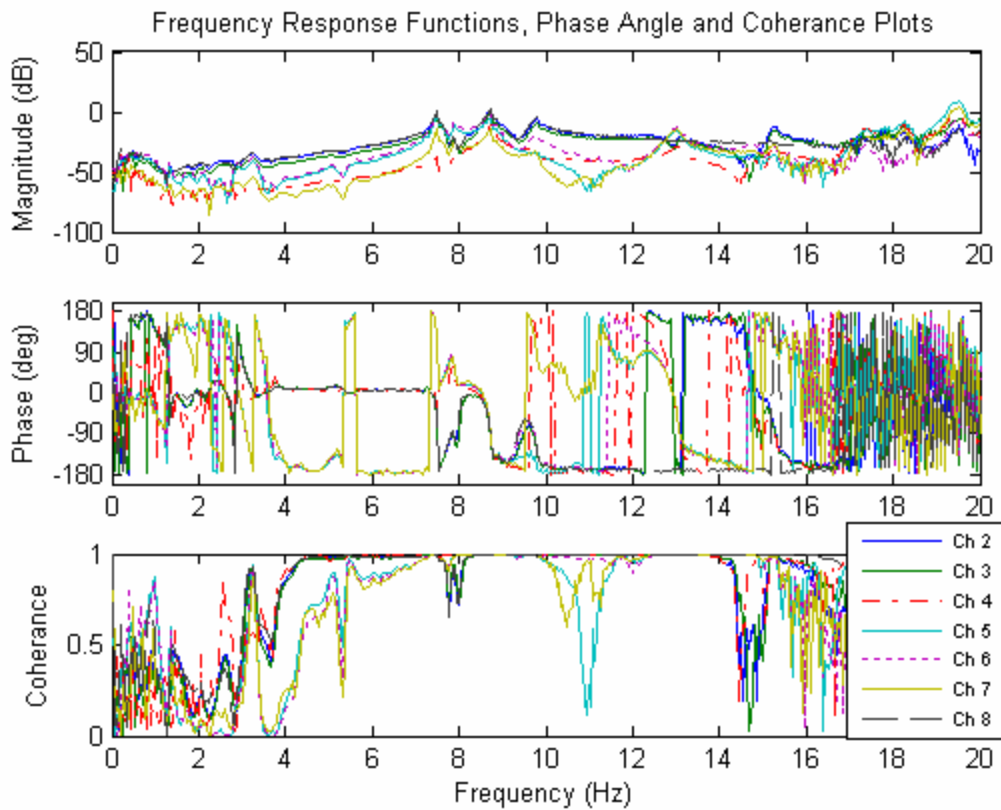 Frequency Response Functions, Phase Angle and Coherance Plots
Magnitude (dB)
50
0
-50
-100
0 2 4 6 8 10 12 14 16 18 20
Phase (deg)
180
90
0
-90
-180
0 2 4 6 8 10 12 14 16 18 20
Coherance
1
0.5
0
0 2 4 6 8 10 12 14 16 18 20
Frequency (Hz)
Ch 2
Ch 3
Ch 4
Ch 5
Ch 6
Ch 7
Ch 8